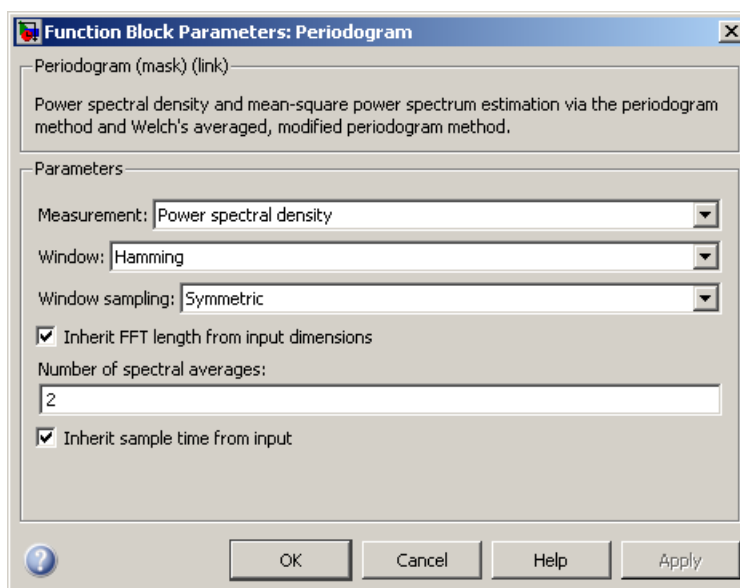 Function Block Parameters: Periodogram
Periodogram (mask) (link)
Power spectral density and mean-square power spectrum estimation via the periodogram
method and Welch's averaged, modified periodogram method.
Parameters
Measurement: Power spectral density
Window: Hamming
Window sampling: Symmetric
Inherit FFT length from input dimensions
Number of spectral averages:
2
Inherit sample time from input
OK Cancel Help Apply